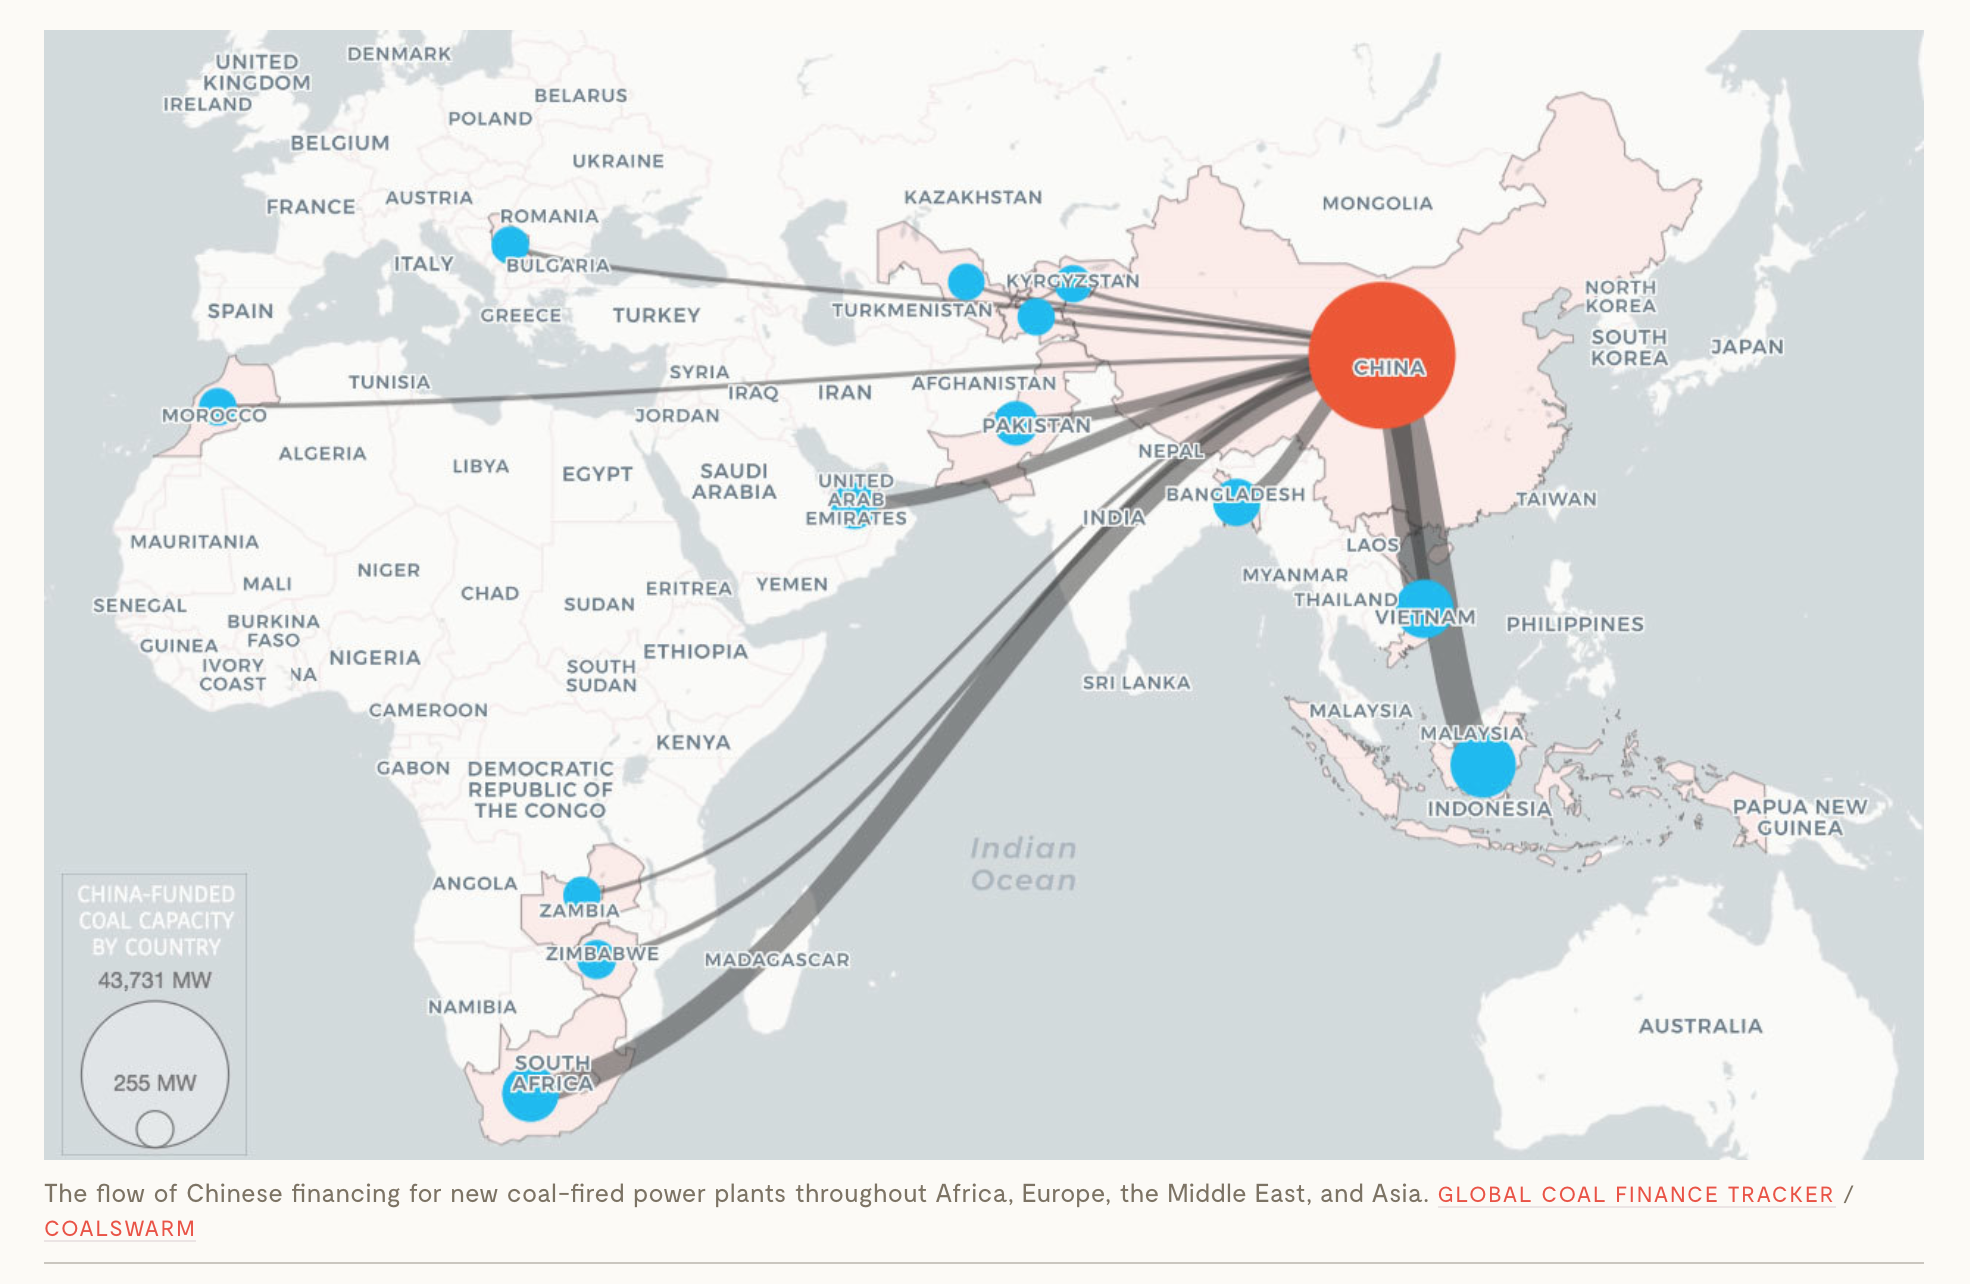 UNITED
KINGDOM
DENMARK
IRELAND
BELARUS
POLAND
BELGIUM
UKRAINE
FRANCE
AUSTRIA
ROMANIA
KAZAKHSTAN
MONGOLIA
ITALY
BULGARIA
SPAIN
GREECE
TURKEY
TURKMENISTAN
KYRGYZSTAN
NORTH
KOREA
SOUTH
KOREA
JAPAN
CHINA
TUNISIA
SYRIA
IRAQ
IRAN
AFGHANISTAN
MOROCCO
JORDAN
PAKISTAN
ALGERIA
LIBYA
EGYPT
SAUDI
ARABIA
UNITED
ARAB
EMIRATES
NEPAL
BANGLADESH
INDIA
TAIWAN
LAOS
MAURITANIA
MALI
NIGER
CHAD
SUDAN
ERITREA
YEMEN
MYANMAR
THAILAND
VIETNAM
PHILIPPINES
SENEGAL
BURKINA
FASO
GUINEA
IVORY
COAST
NA
NIGERIA
SOUTH
SUDAN
ETHIOPIA
SRI LANKA
CAMEROON
KENYA
MALAYSIA
MALAYSIA
GABON
DEMOCRATIC
REPUBLIC OF
THE CONGO
INDONESIA
PAPUA NEW
GUINEA
Indian
Ocean
ANGOLA
ZAMBIA
ZIMBABWE
MADAGASCAR
NAMIBIA
SOUTH
AFRICA
AUSTRALIA
CHINA-FUNDED
COAL CAPACITY
BY COUNTRY
43,731 MW
255 MW
The flow of Chinese financing for new coal-fired power plants throughout Africa, Europe, the Middle East, and Asia. GLOBAL COAL FINANCE TRACKER /
COALSWARM